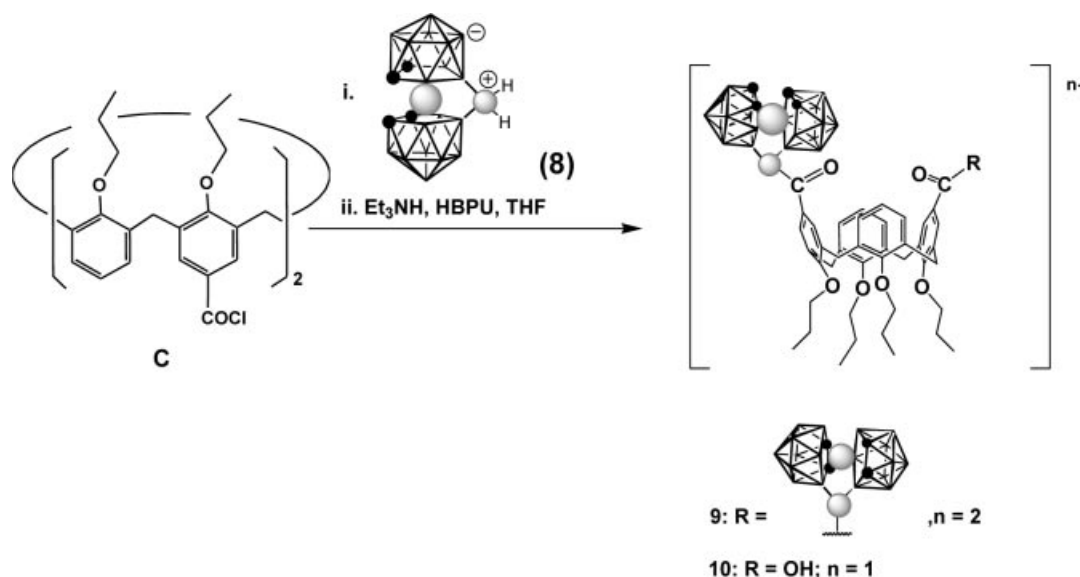 i.
⊖
⊕
H
H
(8)
ii. Et₃NH, HBPU, THF
O
O
2
COCl
C
n-
C
O
O
C
R
O
O
O
O
9: R = ,n = 2
10: R = OH; n = 1